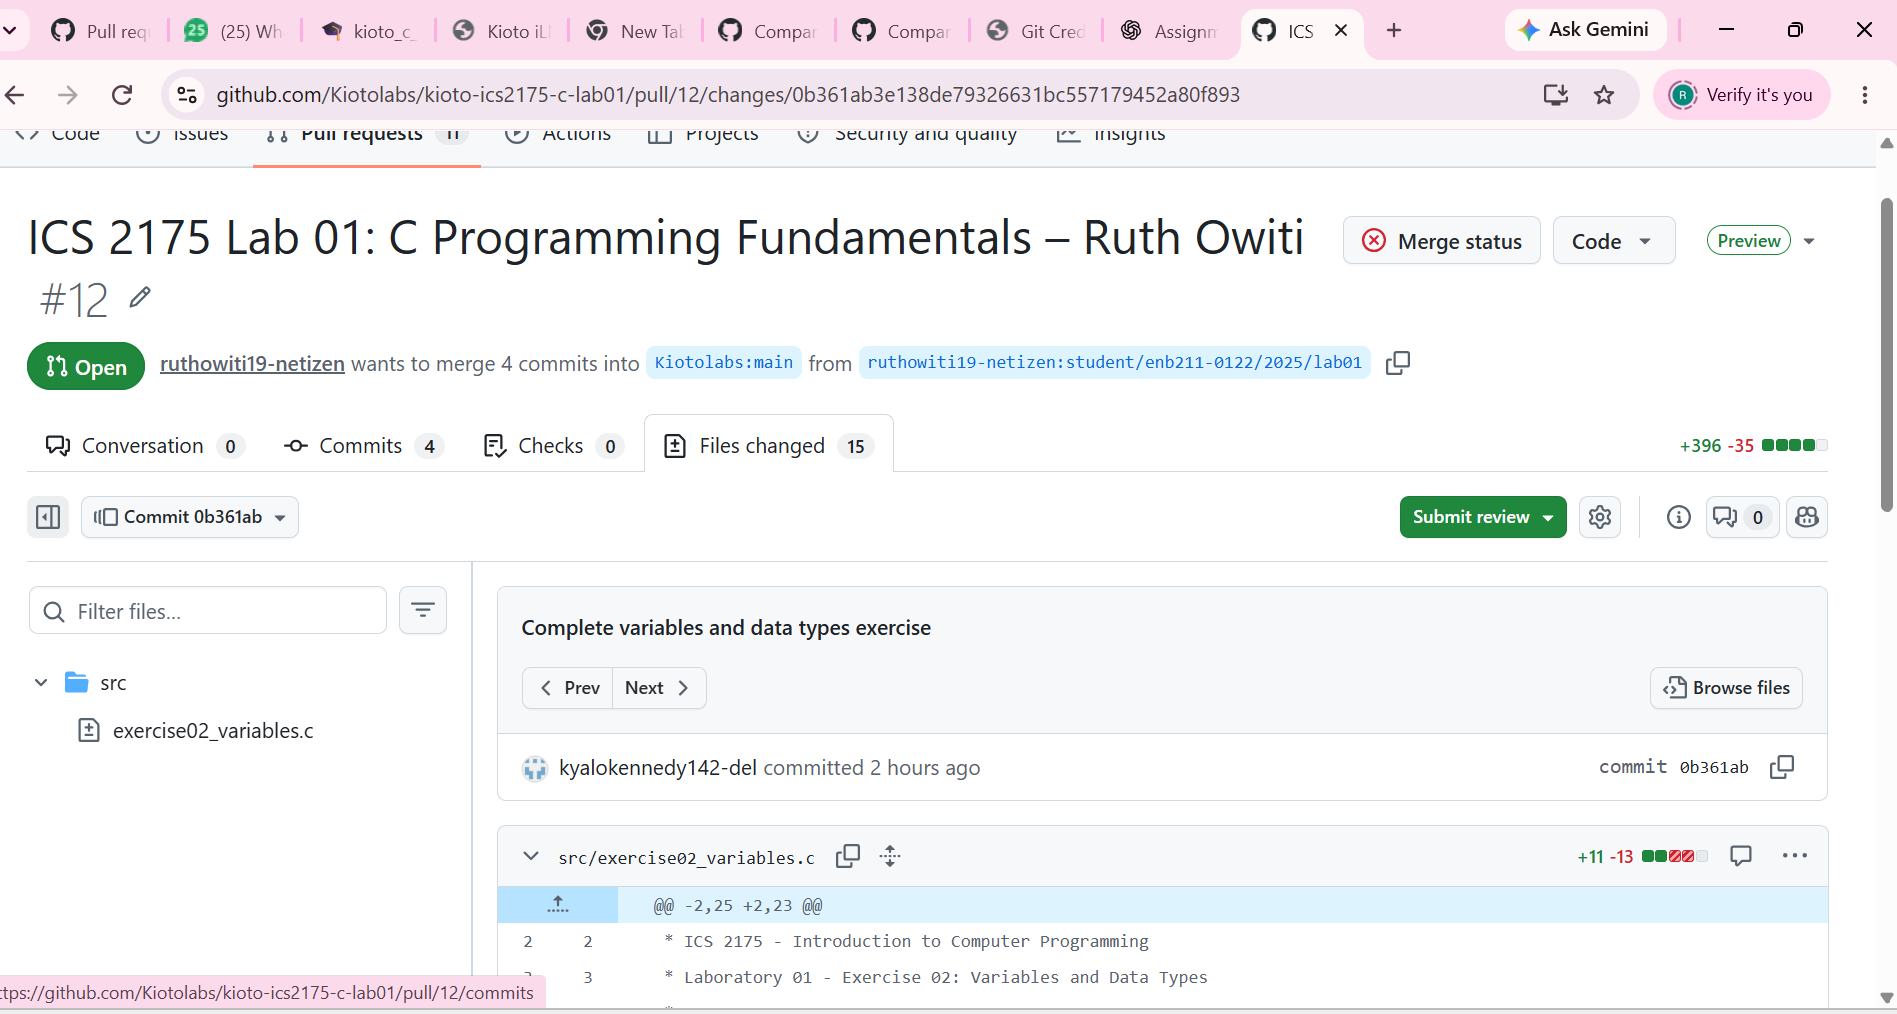 Pull req
25 (25) Wh
kioto_c_
Kioto iL
New Tab
Compar
Compar
Git Cred
Assignm
ICS
Ask Gemini
github.com/Kiotolabs/kioto-ics2175-c-lab01/pull/12/changes/0b361ab3e138de79326631bc557179452a80f893
R Verify it's you
Code
Issues
Pull requests 11
Actions
Projects
Security and quality
Insights
ICS 2175 Lab 01: C Programming Fundamentals – Ruth Owiti
#12
Merge status
Code
Preview
Open
ruthowiti19-netizen wants to merge 4 commits into Kiotolabs:main from ruthowiti19-netizen:student/enb211-0122/2025/lab01
Conversation 0
Commits 4
Checks 0
Files changed 15
+396 -35
Commit 0b361ab
Submit review
0
Filter files...
src
exercise02_variables.c
Complete variables and data types exercise
Prev
Next
Browse files
kyalokennedy142-del committed 2 hours ago
commit 0b361ab
src/exercise02_variables.c
+11 -13
@@ -2,25 +2,23 @@
2 2 * ICS 2175 - Introduction to Computer Programming
3 3 * Laboratory 01 - Exercise 02: Variables and Data Types
*
ttps://github.com/Kiotolabs/kioto-ics2175-c-lab01/pull/12/commits